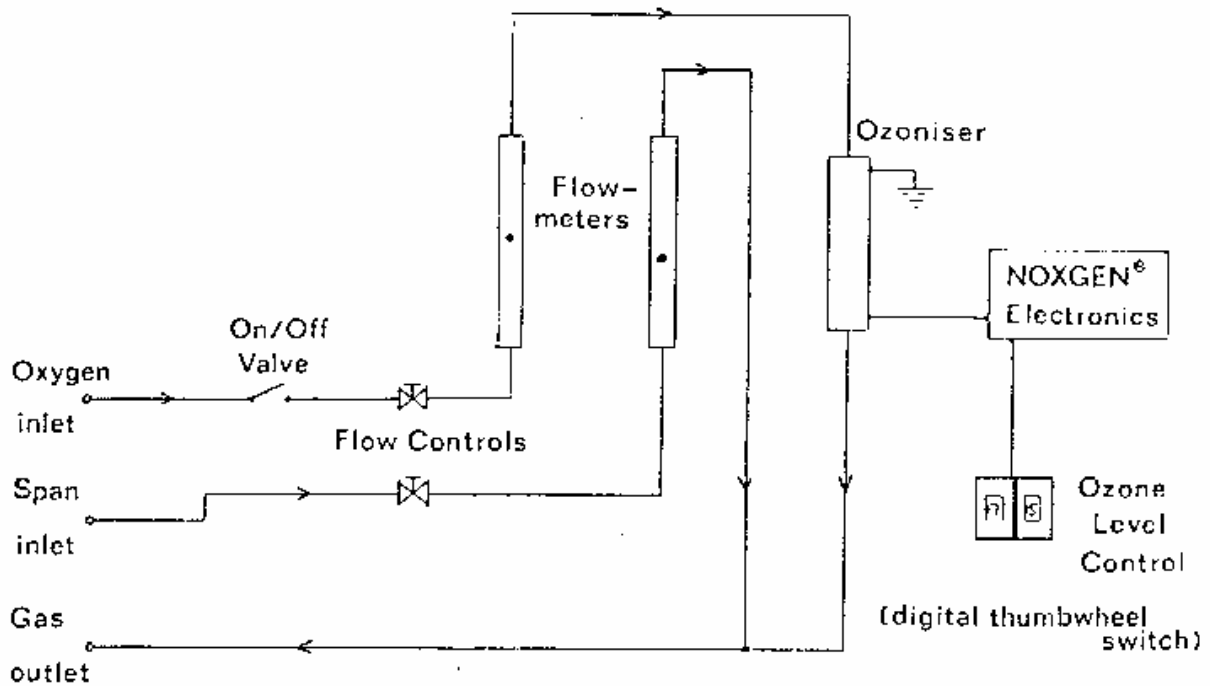 Ozoniser
Flow-
meters
NOXGEN®
Electronics
On/Off
Valve
Oxygen
inlet
Flow Controls
Span
inlet
Ozone
Level
Control
Gas
outlet
(digital thumbwheel
switch)